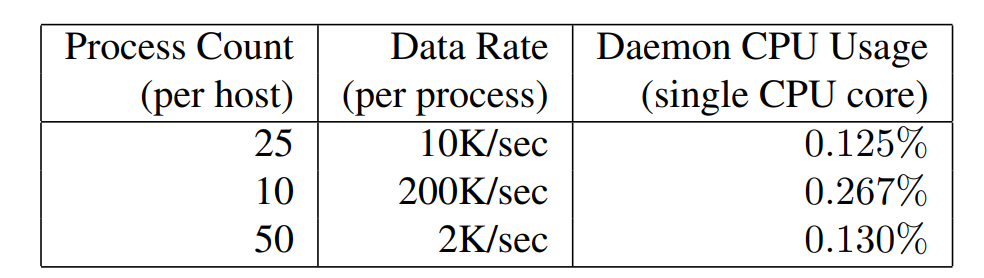 Process Count Data Rate Daemon CPU Usage
(per host) (per process) (single CPU core)
25 10K/sec 0.125%
10 200K/sec 0.267%
50 2K/sec 0.130%